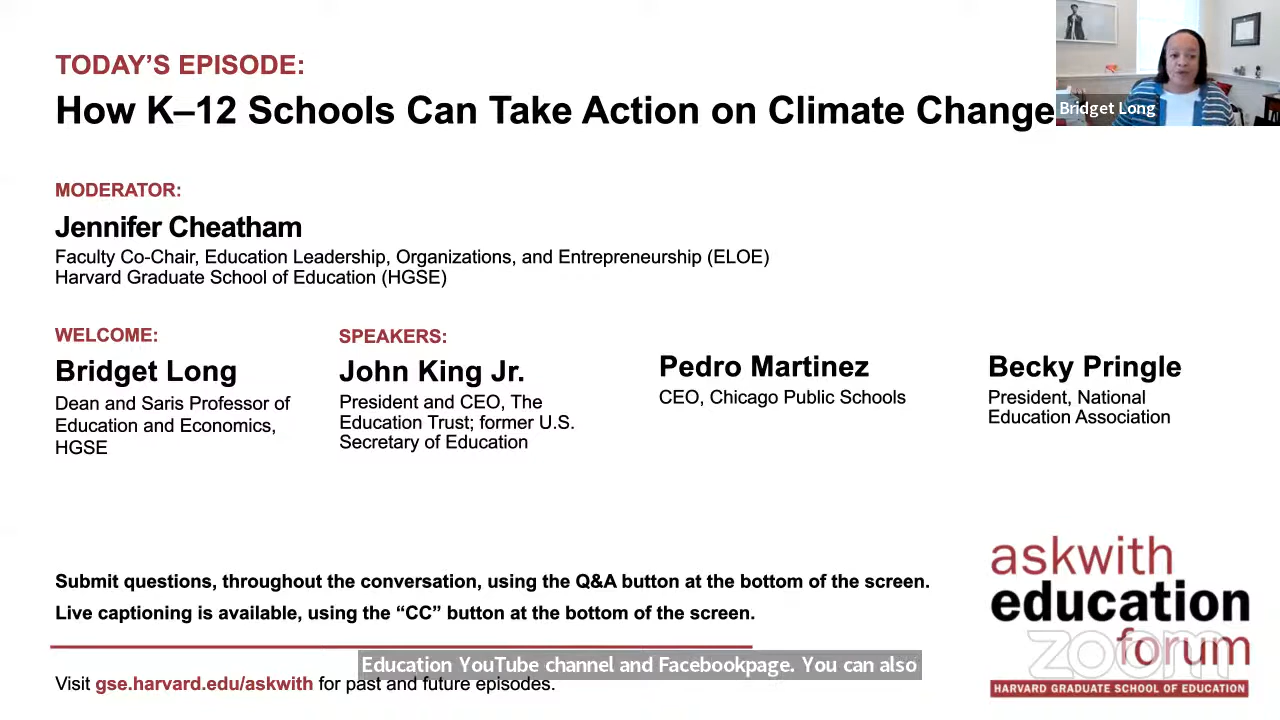 TODAY'S EPISODE:
How K–12 Schools Can Take Action on Climate Change
Bridget Long
MODERATOR:
Jennifer Cheatham
Faculty Co-Chair, Education Leadership, Organizations, and Entrepreneurship (ELOE)
Harvard Graduate School of Education (HGSE)
WELCOME:
Bridget Long
Dean and Saris Professor of
Education and Economics,
HGSE
SPEAKERS:
John King Jr.
President and CEO, The
Education Trust; former U.S.
Secretary of Education
Pedro Martinez
CEO, Chicago Public Schools
Becky Pringle
President, National
Education Association
Submit questions, throughout the conversation, using the Q&A button at the bottom of the screen.
Live captioning is available, using the “CC” button at the bottom of the screen.
askwith
education
forum
zoom
HARVARD GRADUATE SCHOOL OF EDUCATION
Education YouTube channel and Facebookpage. You can also
Visit gse.harvard.edu/askwith for past and future episodes.